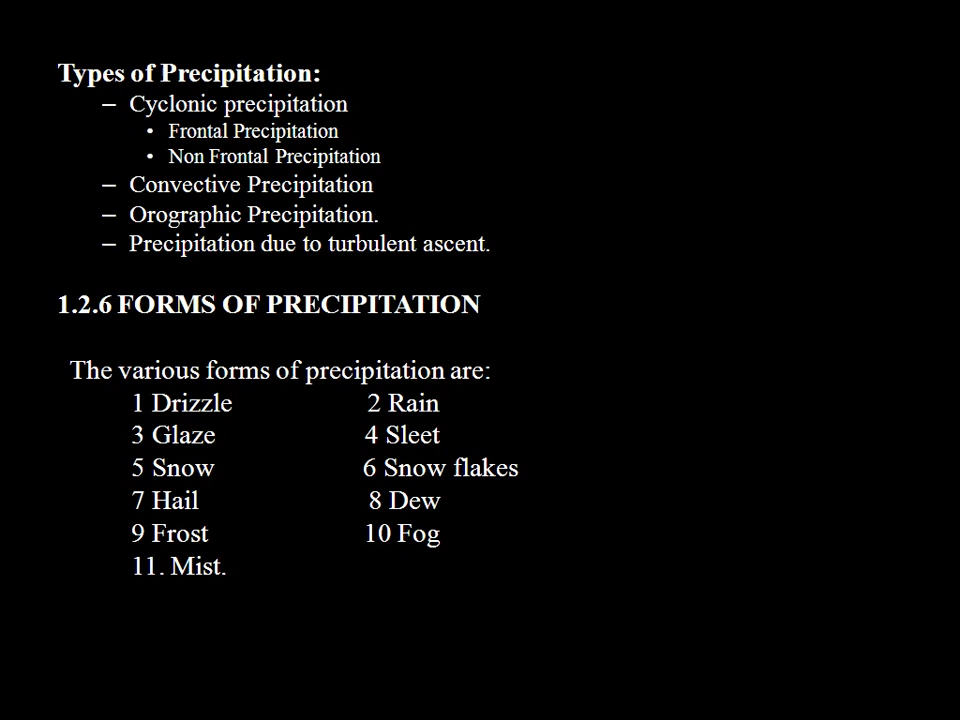 Types of Precipitation:
– Cyclonic precipitation
• Frontal Precipitation
• Non Frontal Precipitation
– Convective Precipitation
– Orographic Precipitation.
– Precipitation due to turbulent ascent.
1.2.6 FORMS OF PRECIPITATION
The various forms of precipitation are:
1 Drizzle 2 Rain
3 Glaze 4 Sleet
5 Snow 6 Snow flakes
7 Hail 8 Dew
9 Frost 10 Fog
11. Mist.